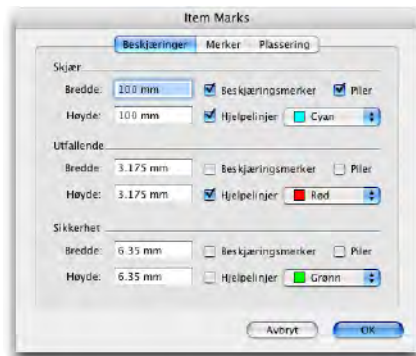 Item Marks
Beskjæringer Merker Plassering
Skjær
Bredde: 100 mm Beskjæringsmerker Piler
Høyde: 100 mm Hjelpelinjer Cyan
Utfallende
Bredde: 3.175 mm Beskjæringsmerker Piler
Høyde: 3.175 mm Hjelpelinjer Rød
Sikkerhet
Bredde: 6.35 mm Beskjæringsmerker Piler
Høyde: 6.35 mm Hjelpelinjer Grønn
Avbryt OK